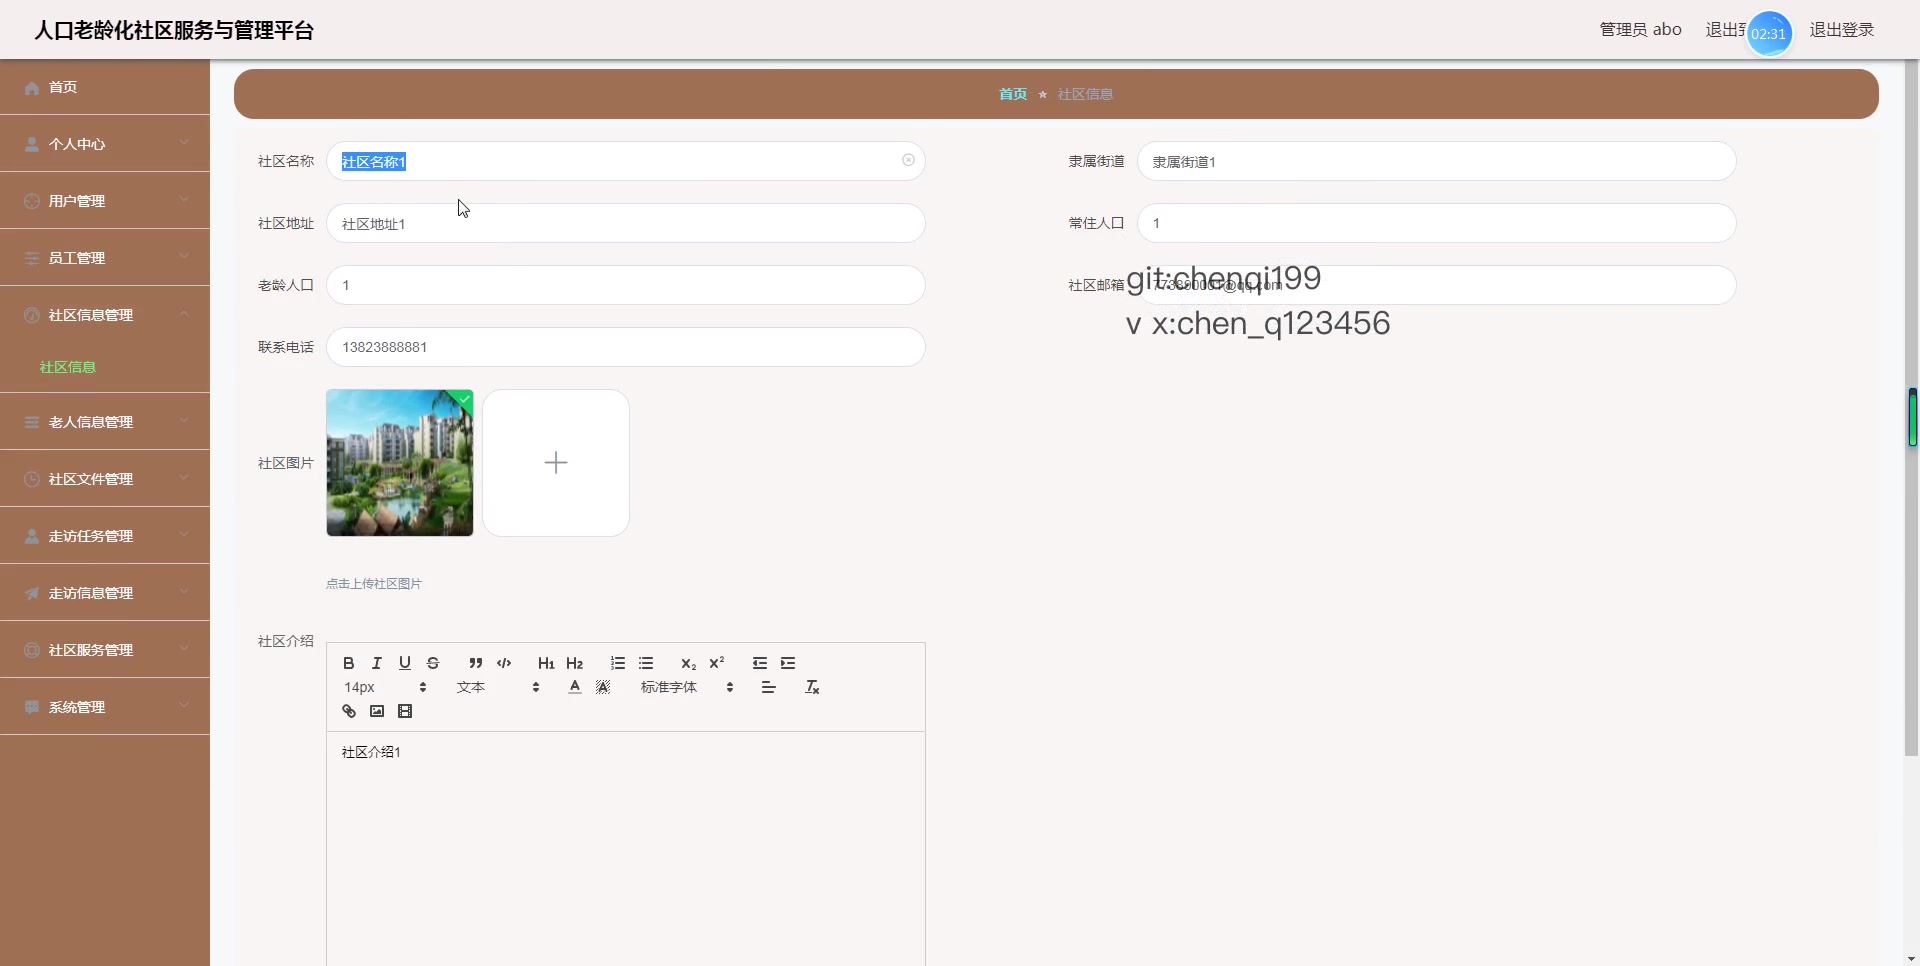 人口老龄化社区服务与管理平台
管理员 abo
退出到
02:31
退出登录
首页
个人中心
用户管理
员工管理
社区信息管理
社区信息
老人信息管理
社区文件管理
走访任务管理
走访信息管理
社区服务管理
系统管理
首页 ★ 社区信息
社区名称 社区名称1
隶属街道 隶属街道1
社区地址 社区地址1
常住人口 1
老龄人口 1
社区邮箱
git:chenqi199
v x:chen_q123456
联系电话 13823888881
社区图片
点击上传社区图片
社区介绍
B I U S H1 H2 X2 X2
14px 文本 A A 标准字体
社区介绍1